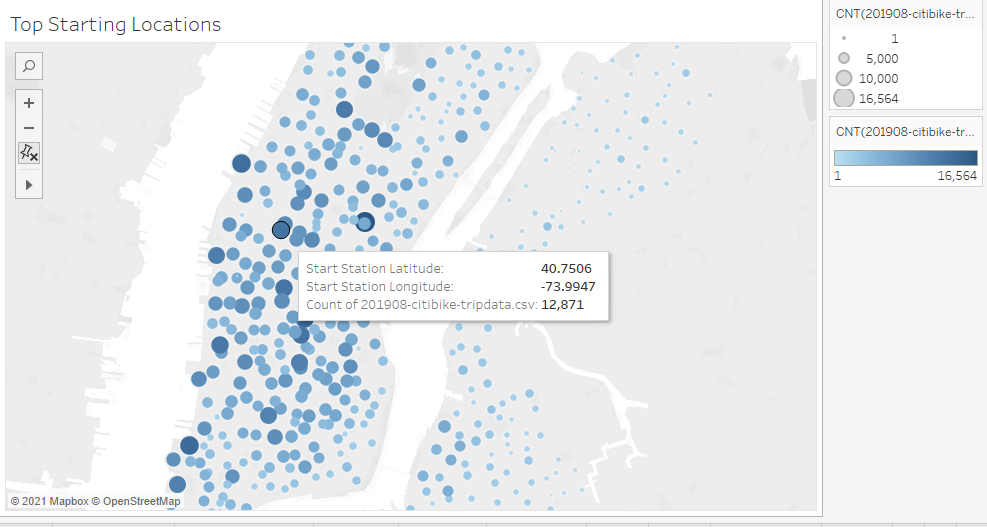 Top Starting Locations
Start Station Latitude: 40.7506
Start Station Longitude: -73.9947
Count of 201908-citibike-tripdata.csv: 12,871
© 2021 Mapbox © OpenStreetMap
CNT(201908-citibike-tr...
1
5,000
10,000
16,564
CNT(201908-citibike-tr...
1 16,564